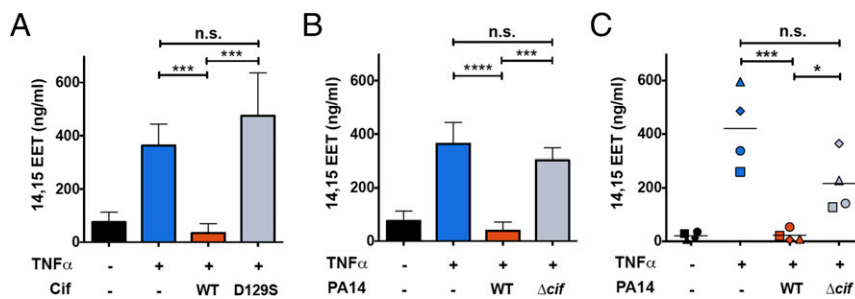 A
n.s.
***
***
14,15 EET (ng/ml)
600
400
200
0
TNFα - + + +
Cif - - WT D129S
B
n.s.
****
***
14,15 EET (ng/ml)
600
400
200
0
TNFα - + + +
PA14 - - WT Δcif
C
n.s.
***
*
14,15 EET (ng/ml)
600
400
200
0
TNFα - + + +
PA14 - - WT Δcif